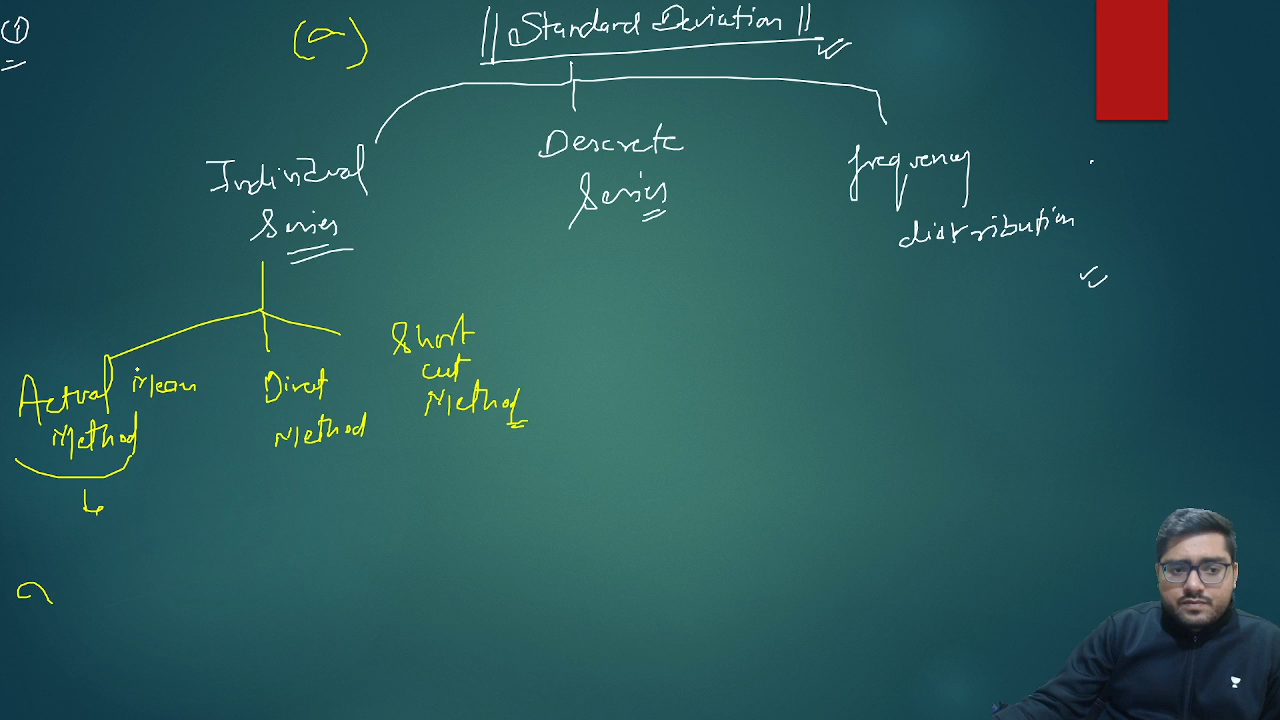 ①
(σ)
|| Standard Deviation ||
Individual
Series
Descrete
Series
frequency
distribution
Actual Mean
Method
Direct
Method
Short
cut
Method
σ